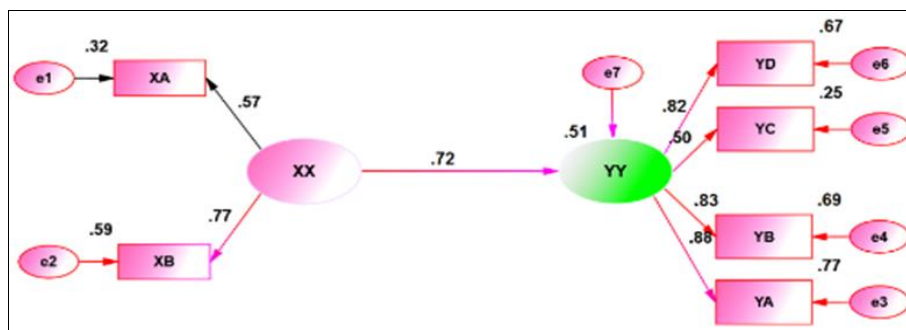 .32
e1
XA
.57
XX
.77
.59
e2
XB
.72
e7
.51
YY
.67
.82
YD
e6
.25
.50
YC
e5
.83
.69
YB
e4
.88
.77
YA
e3